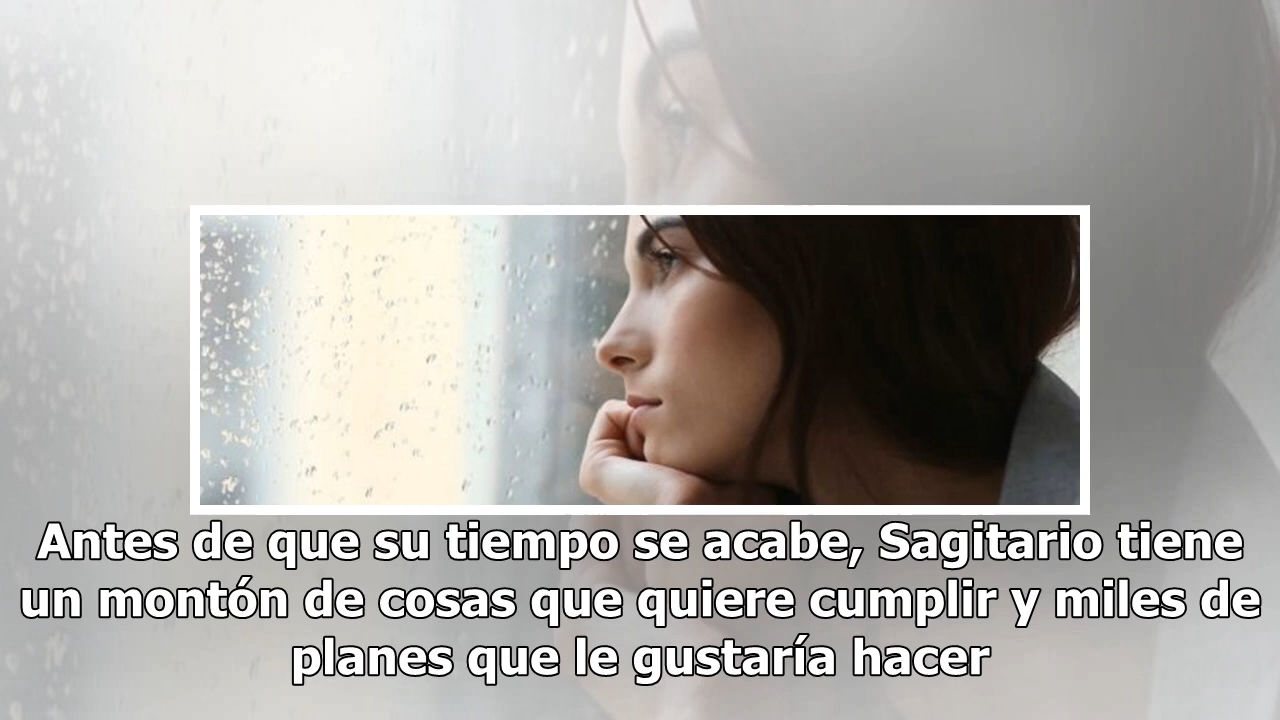 Antes de que su tiempo se acabe, Sagitario tiene
un montón de cosas que quiere cumplir y miles de
planes que le gustaría hacer